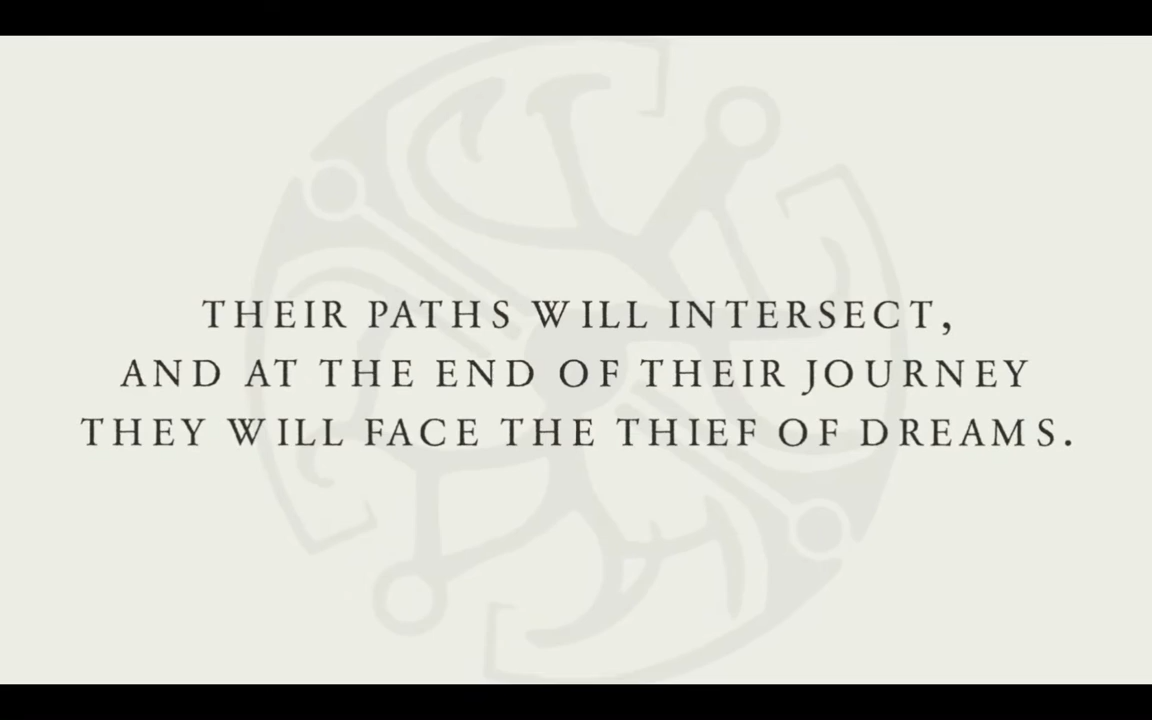 THEIR PATHS WILL INTERSECT,
AND AT THE END OF THEIR JOURNEY
THEY WILL FACE THE THIEF OF DREAMS.